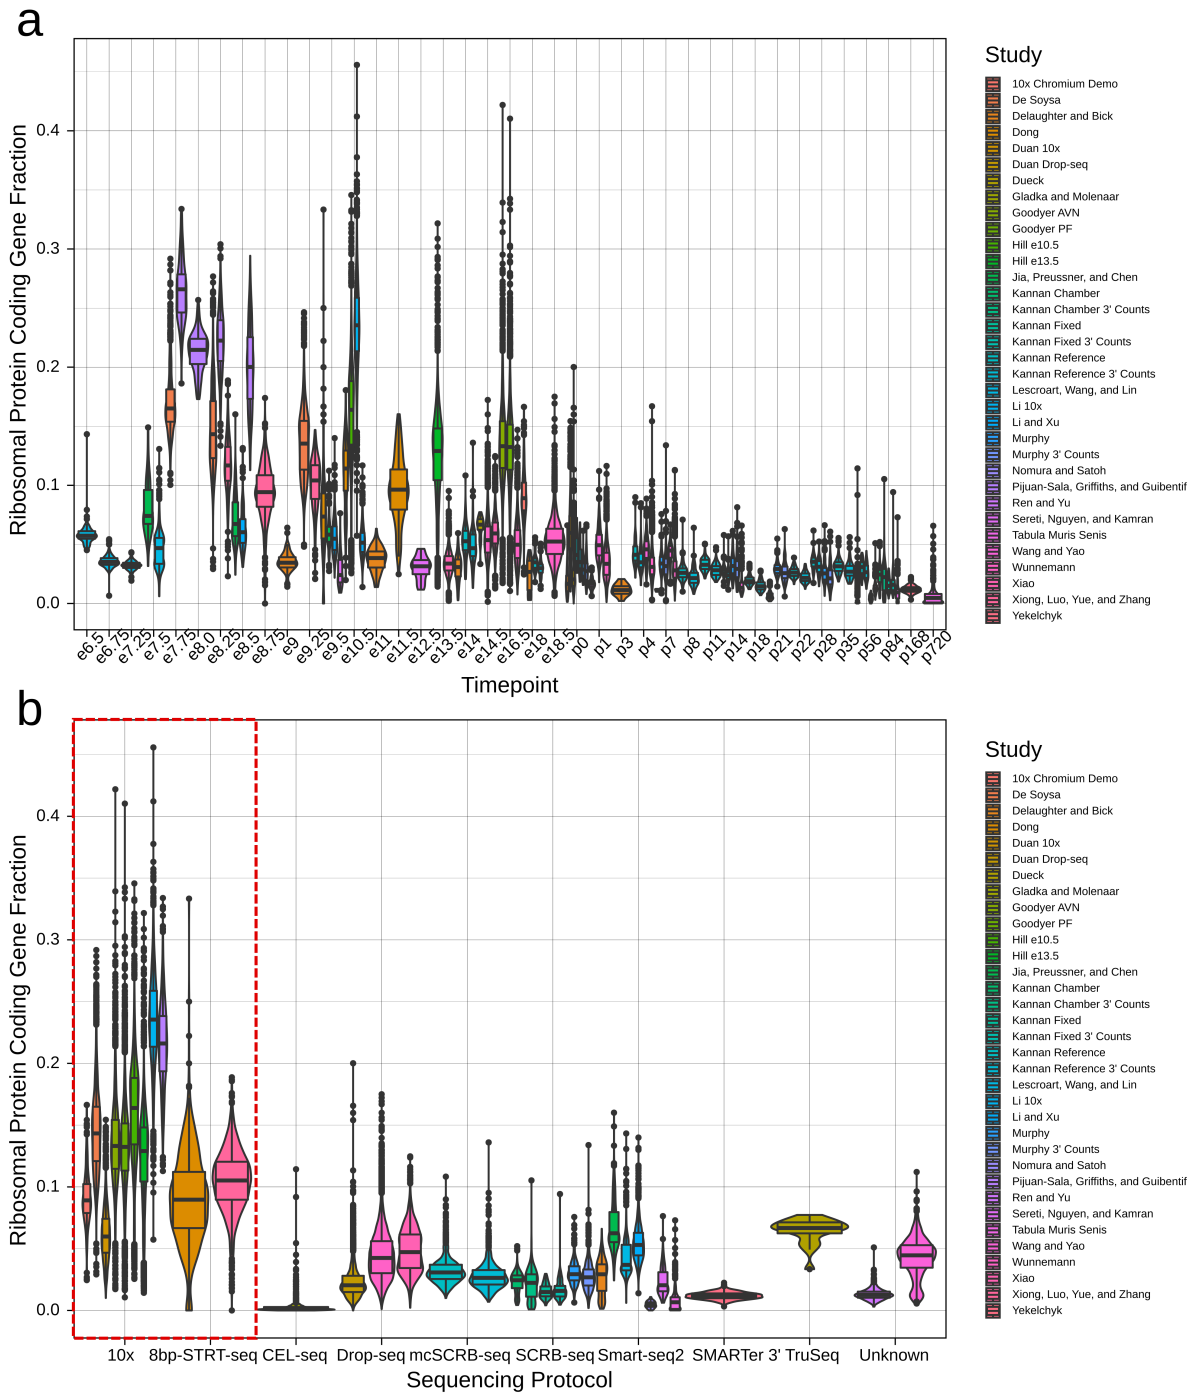 a
Ribosomal Protein Coding Gene Fraction
0.4
0.3
0.2
0.1
0.0
e6.5
e6.75
e7.25
e7.5
e7.75
e8.0
e8.25
e8.5
e8.75
e9
e9.25
e9.5
e10.5
e11
e11.5
e12.5
e13.5
e14
e14.5
e16.5
e18
e18.5
p0
p1
p3
p4
p7
p8
p11
p14
p18
p21
p22
p28
p35
p56
p84
p168
p720
Timepoint
Study
10x Chromium Demo
De Soysa
Delaughter and Bick
Dong
Duan 10x
Duan Drop-seq
Dueck
Gladka and Molenaar
Goodyer AVN
Goodyer PF
Hill e10.5
Hill e13.5
Jia, Preussner, and Chen
Kannan Chamber
Kannan Chamber 3' Counts
Kannan Fixed
Kannan Fixed 3' Counts
Kannan Reference
Kannan Reference 3' Counts
Lescroart, Wang, and Lin
Li 10x
Li and Xu
Murphy
Murphy 3' Counts
Nomura and Satoh
Pijuan-Sala, Griffiths, and Guibentif
Ren and Yu
Sereti, Nguyen, and Kamran
Tabula Muris Senis
Wang and Yao
Wunnemann
Xiao
Xiong, Luo, Yue, and Zhang
Yekelchyk
b
Ribosomal Protein Coding Gene Fraction
0.4
0.3
0.2
0.1
0.0
10x
8bp-STRT-seq
CEL-seq
Drop-seq
mcSCRB-seq
SCRB-seq
Smart-seq2
SMARTer 3'
TruSeq
Unknown
Sequencing Protocol
Study
10x Chromium Demo
De Soysa
Delaughter and Bick
Dong
Duan 10x
Duan Drop-seq
Dueck
Gladka and Molenaar
Goodyer AVN
Goodyer PF
Hill e10.5
Hill e13.5
Jia, Preussner, and Chen
Kannan Chamber
Kannan Chamber 3' Counts
Kannan Fixed
Kannan Fixed 3' Counts
Kannan Reference
Kannan Reference 3' Counts
Lescroart, Wang, and Lin
Li 10x
Li and Xu
Murphy
Murphy 3' Counts
Nomura and Satoh
Pijuan-Sala, Griffiths, and Guibentif
Ren and Yu
Sereti, Nguyen, and Kamran
Tabula Muris Senis
Wang and Yao
Wunnemann
Xiao
Xiong, Luo, Yue, and Zhang
Yekelchyk